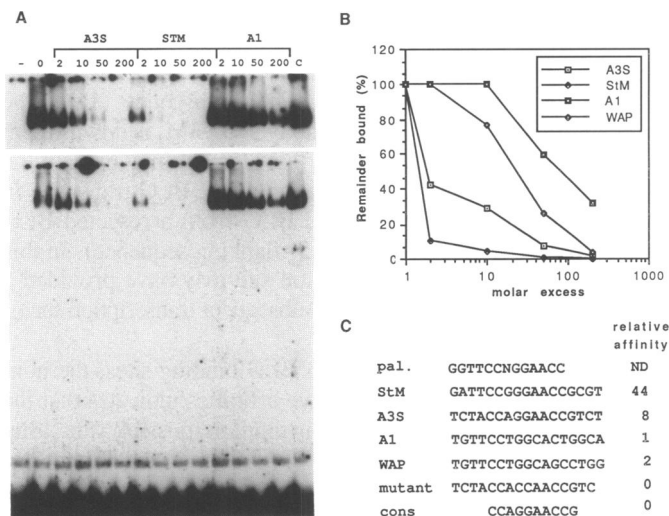 A
A3S STM A1
- 0 2 10 50 200 2 10 50 200 2 10 50 200 C
B
120
100
80
60
40
20
C
Remainder bound (%)
1 10 100 1000
molar excess
A3S
StM
A1
WAP
C
relative
affinity
pal. GGTTCCNGGAACC ND
StM GATTCCGGGAACCGCGT 44
A3S TCTACCAGGAACCGTCT 8
A1 TGTTCCTGGCACTGGCA 1
WAP TGTTCCTGGCAGCCTGG 2
mutant TCTACCACCAACCGTC 0
cons CCAGGAACCG 0